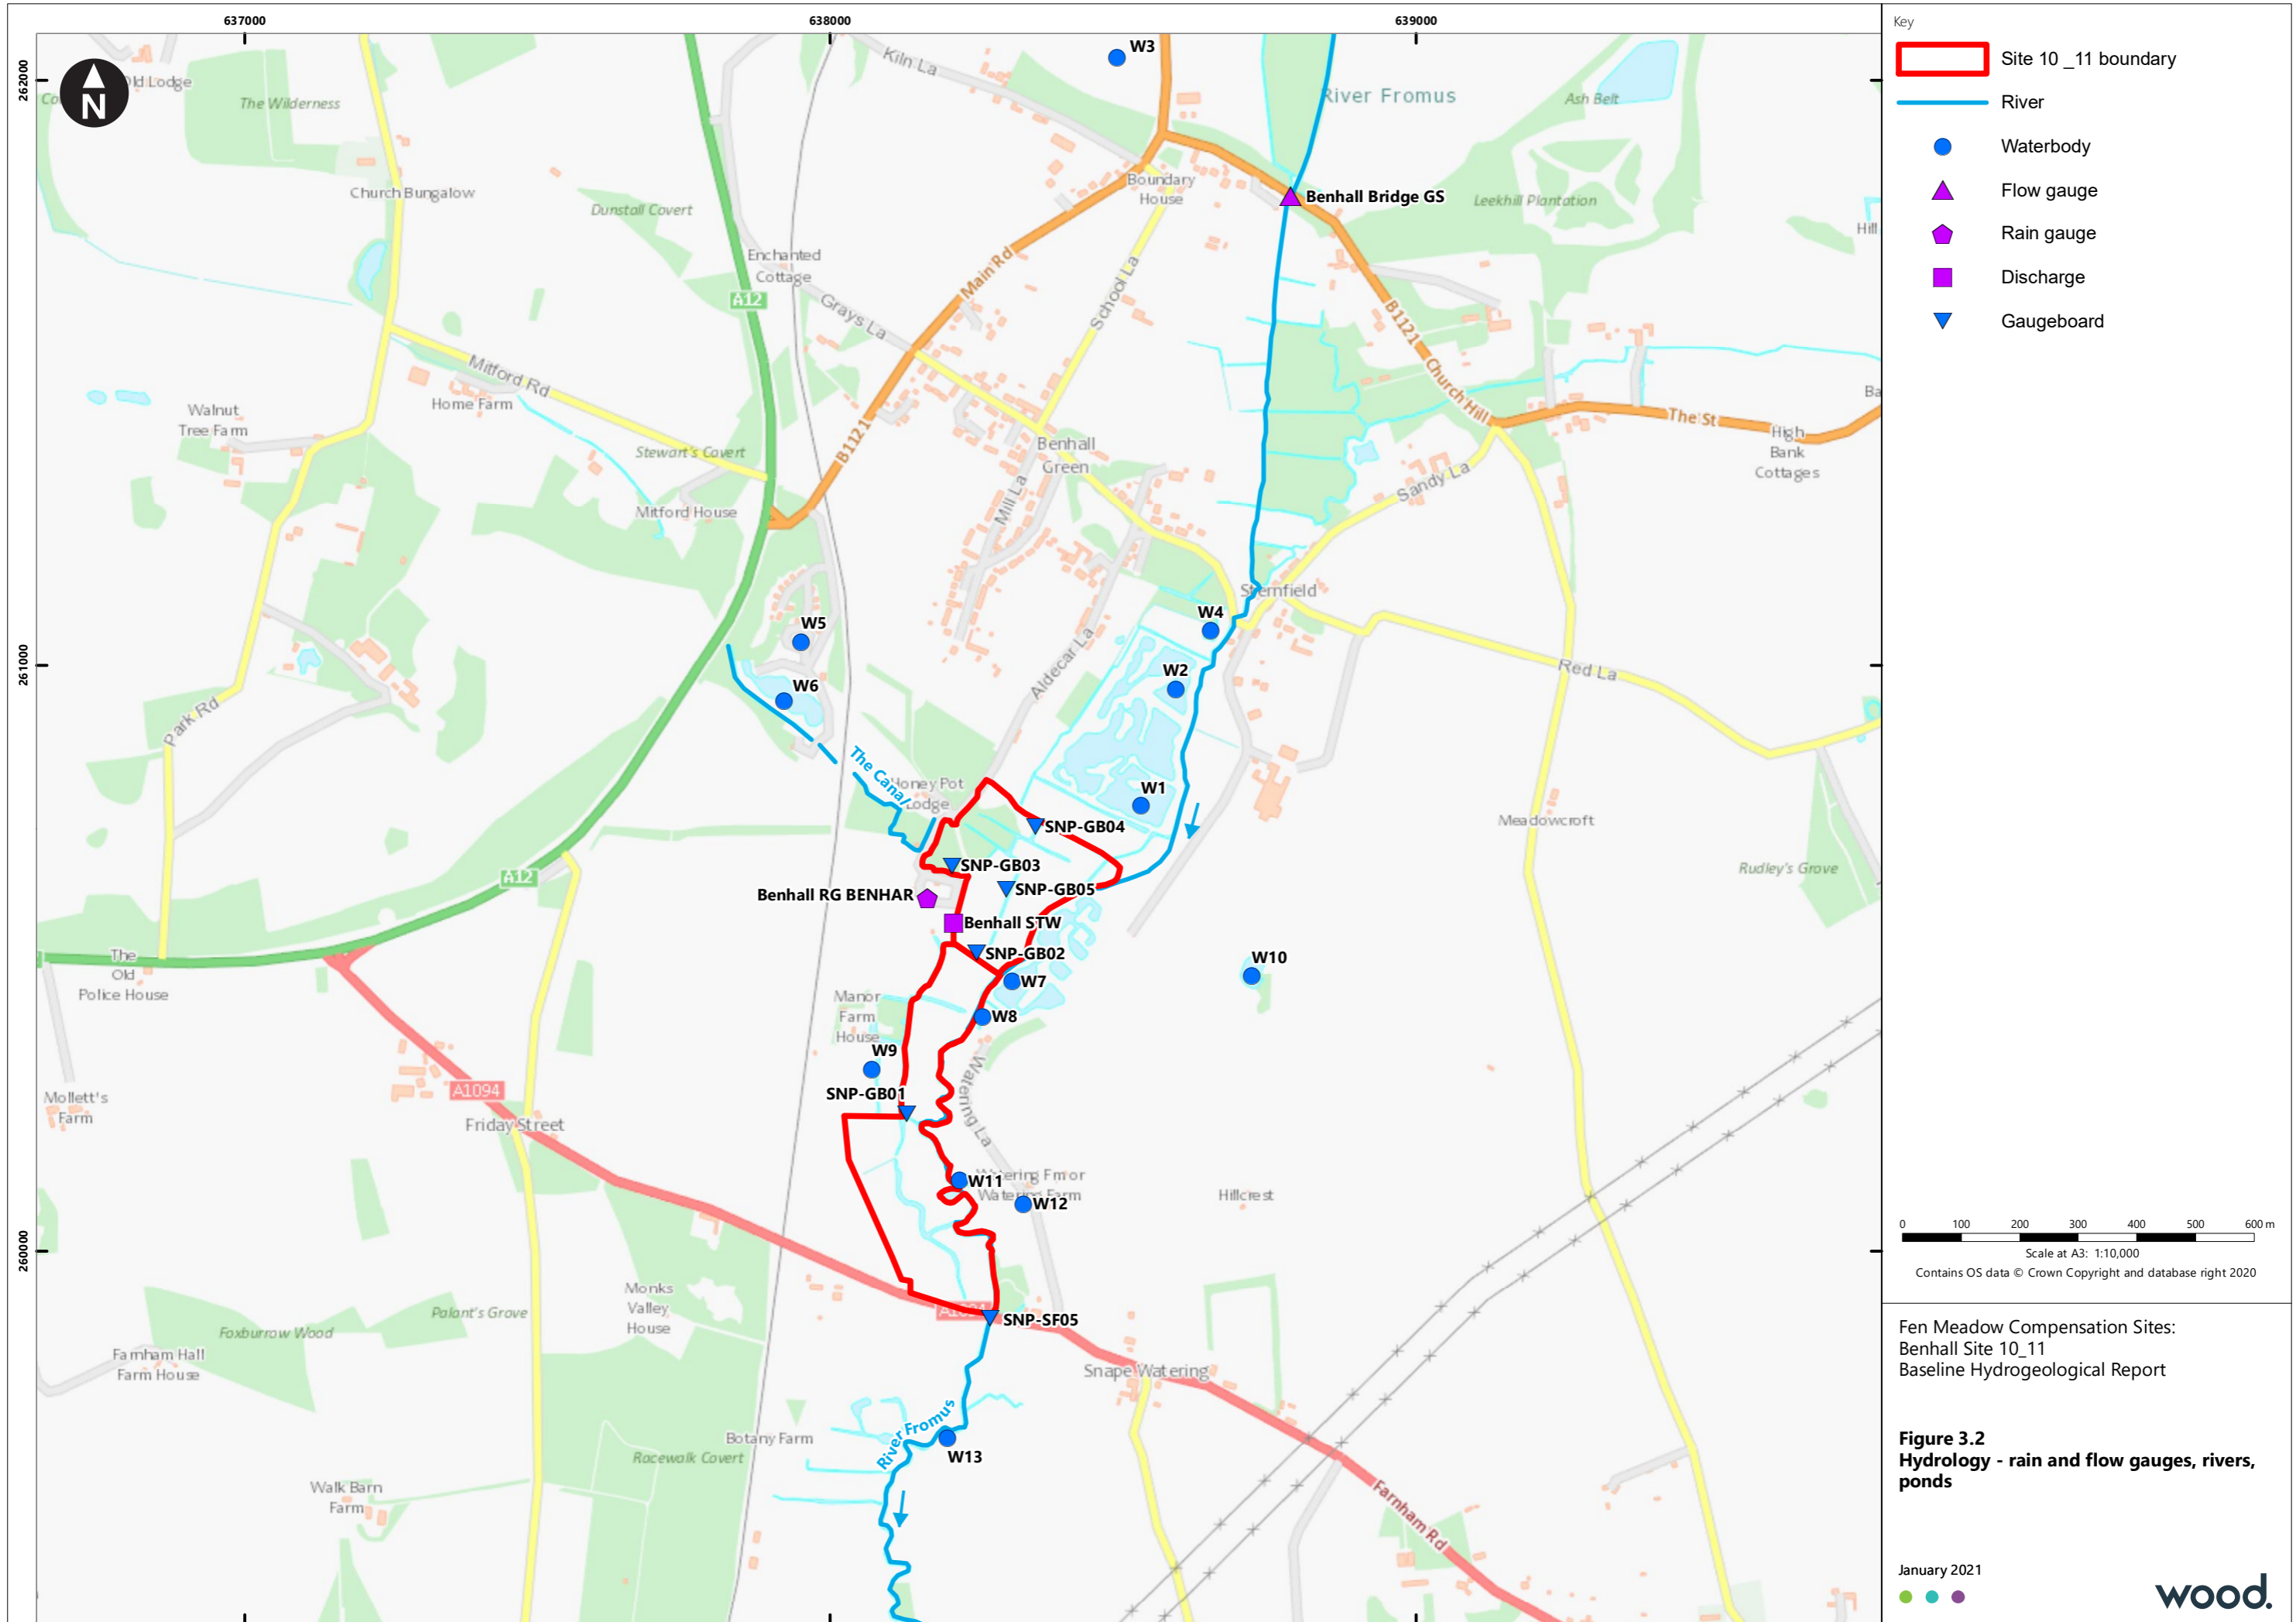 637000
638000
639000
262000
261000
260000
N
Old Lodge
The Wilderness
Church Bungalow
Dunstall Covert
Kiln La
W3
River Fromus
Ash Belt
Boundary
House
Benhall Bridge GS
Leekhill Plantation
Hill
Enchanted
Cottage
A12
Grays La
Main Rd
School La
B1121
Church Hill
Mitford Rd
Home Farm
Walnut
Tree Farm
Stewart's Covert
B1121
Benhall
Green
The St
High
Bank
Cottages
Ba
Mill La
Sandy La
Mitford House
Sternfield
W4
W5
Aldecar La
W2
W6
Red La
Park Rd
The Canal
Honey Pot
Lodge
W1
SNP-GB04
Meadowcroft
SNP-GB03
Rudley's Grove
A12
SNP-GB05
Benhall RG BENHAR
Benhall STW
SNP-GB02
The
Old
Police House
W10
W7
Manor
Farm
House
W8
W9
Watering La
A1094
SNP-GB01
Mollett's
Farm
Friday Street
W11
Watering Fm or
Watering Farm
W12
Hillcrest
Monks
Valley
House
Palant's Grove
Foxburrow Wood
A1094
SNP-SF05
Farnham Hall
Farm House
Snape Watering
River Fromus
Botany Farm
W13
Racewalk Covert
Walk Barn
Farm
Farnham Rd
Key
Site 10 _11 boundary
River
Waterbody
Flow gauge
Rain gauge
Discharge
Gaugeboard
0 100 200 300 400 500 600 m
Scale at A3: 1:10,000
Contains OS data © Crown Copyright and database right 2020
Fen Meadow Compensation Sites:
Benhall Site 10_11
Baseline Hydrogeological Report
Figure 3.2
Hydrology - rain and flow gauges, rivers,
ponds
January 2021
wood.